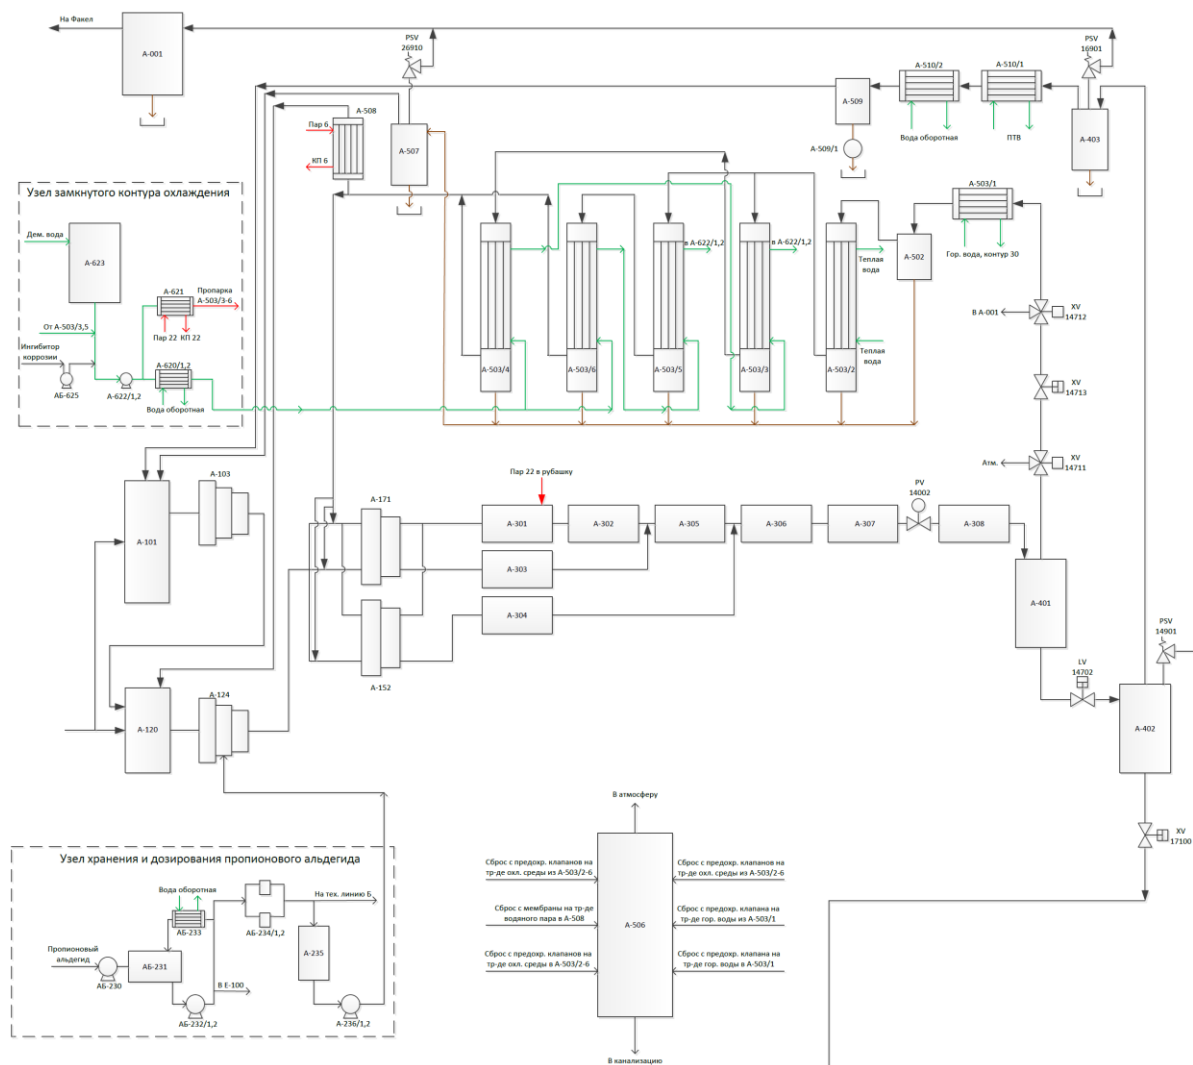 На Факел
А-001
PSV
26910
PSV
16901
А-510/2
А-510/1
А-508
А-509
Пар 6
А-507
Вода оборотная
ПТВ
А-403
КП 6
А-509/1
Узел замкнутого контура охлаждения
А-503/1
Дем. вода
в А-622/1,2
в А-622/1,2
А-502
Гор. вода, контур 30
А-623
Теплая
вода
Пропарка
А-503/3-6
А-621
XV
14712
В А-001
От А-503/3,5
Пар 22
КП 22
Ингибитор
коррозии
Теплая
вода
А-620/1,2
А-503/4
А-503/6
А-503/5
А-503/3
А-503/2
XV
14713
АБ-625
А-622/1,2
Вода оборотная
Атм.
XV
14711
А-103
Пар 22 в рубашку
PV
14002
А-171
А-301
А-302
А-305
А-306
А-307
А-308
А-101
А-303
А-401
А-304
PSV
14901
LV
14702
А-152
А-124
А-120
А-402
В атмосферу
XV
17100
Узел хранения и дозирования пропионового альдегида
Сброс с предохр. клапанов на
тр-де охл. среды из А-503/2-6
Сброс с предохр. клапанов на
тр-де охл. среды из А-503/2-6
Вода оборотная
На тех. линию Б
Сброс с мембраны на тр-де
водяного пара в А-508
Сброс с предохр. клапана на
тр-де гор. воды из А-503/1
А-506
АБ-233
АБ-234/1,2
Пропионовый
альдегид
АБ-231
А-235
Сброс с предохр. клапанов на
тр-де охл. среды в А-503/2-6
Сброс с предохр. клапана на
тр-де гор. воды в А-503/1
АБ-230
В Е-100
АБ-232/1,2
А-236/1,2
В канализацию